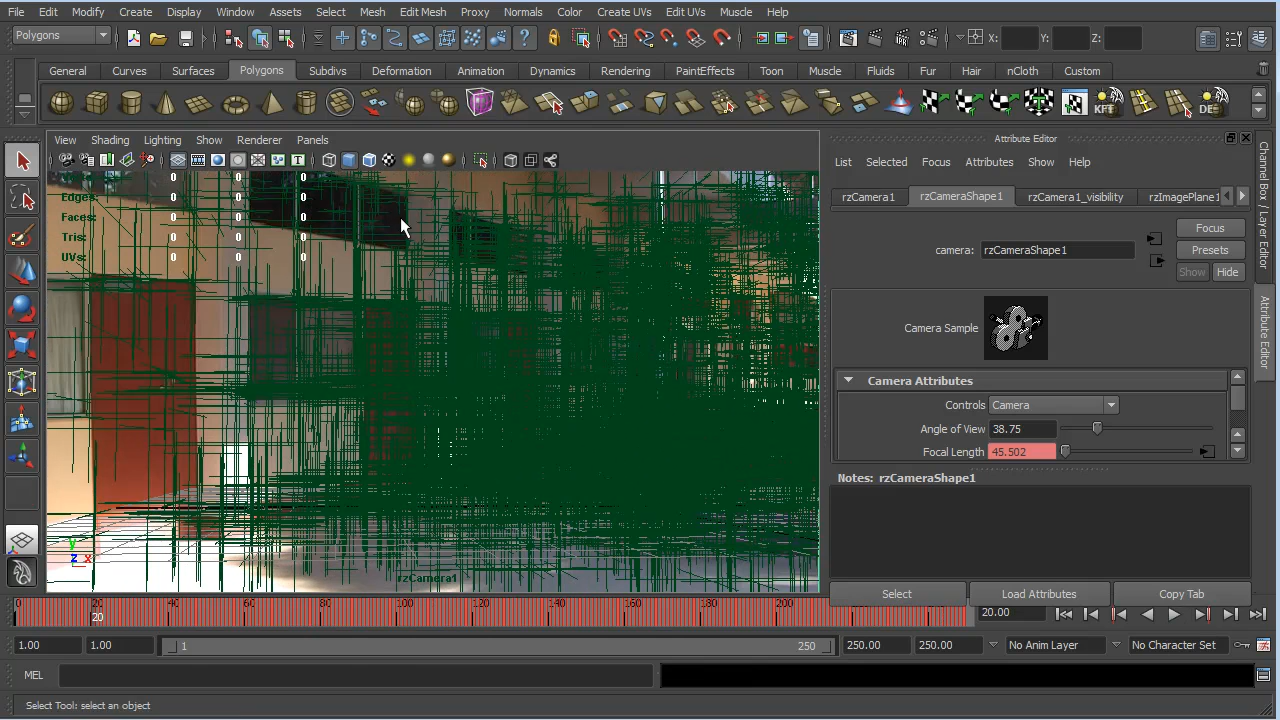 File Edit Modify Create Display Window Assets Select Mesh Edit Mesh Proxy Normals Color Create UVs Edit UVs Muscle Help
Polygons X: Y: Z:
General Curves Surfaces Polygons Subdivs Deformation Animation Dynamics Rendering PaintEffects Toon Muscle Fluids Fur Hair nCloth Custom
KFT DE
View Shading Lighting Show Renderer Panels
0 0 0
Edges: 0 0 0
Faces: 0 0 0
Tris: 0 0 0
UVs: 0 0 0
y
z x
rzCamera1
Attribute Editor
List Selected Focus Attributes Show Help
rzCamera1 rzCameraShape1 rzCamera1_visibility rzImagePlane1
camera: rzCameraShape1
Focus
Presets
Show Hide
Camera Sample
Camera Attributes
Controls Camera
Angle of View 38.75
Focal Length 45.502
Notes: rzCameraShape1
Select Load Attributes Copy Tab
Channel Box / Layer Editor
Attribute Editor
0 20 40 60 80 100 120 140 160 180 200
20
20.00
1.00 1.00 1 250 250.00 250.00 No Anim Layer No Character Set
MEL
Select Tool: select an object